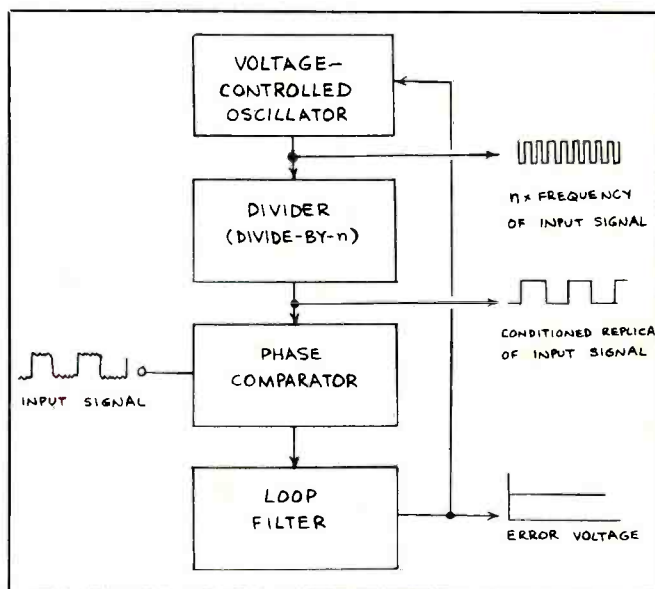 VOLTAGE-
CONTROLLED
OSCILLATOR
n × FREQUENCY
OF INPUT SIGNAL
DIVIDER
(DIVIDE-BY-n)
CONDITIONED REPLICA
OF INPUT SIGNAL
PHASE
COMPARATOR
INPUT SIGNAL
LOOP
FILTER
ERROR VOLTAGE